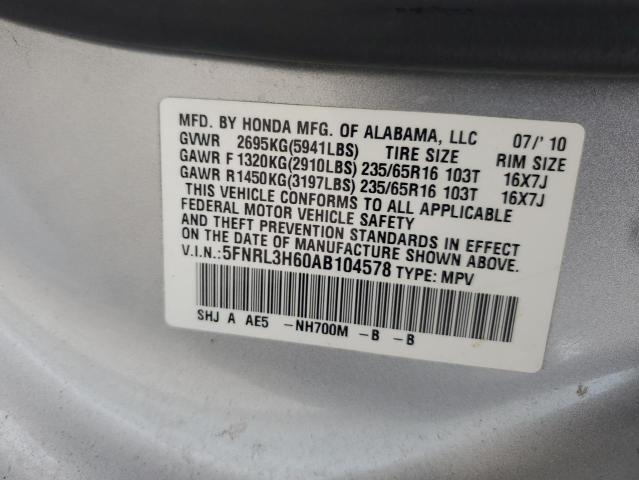 MFD. BY HONDA MFG. OF ALABAMA, LLC 07/'10
GVWR 2695KG(5941LBS) TIRE SIZE RIM SIZE
GAWR F 1320KG(2910LBS) 235/65R16 103T 16X7J
GAWR R1450KG(3197LBS) 235/65R16 103T 16X7J
THIS VEHICLE CONFORMS TO ALL APPLICABLE
FEDERAL MOTOR VEHICLE SAFETY
AND THEFT PREVENTION STANDARDS IN EFFECT
ON THE DATE OF MANUFACTURE SHOWN ABOVE.
V.I.N.:5FNRL3H60AB104578 TYPE: MPV
SHJ A AE5 -NH700M -B -B